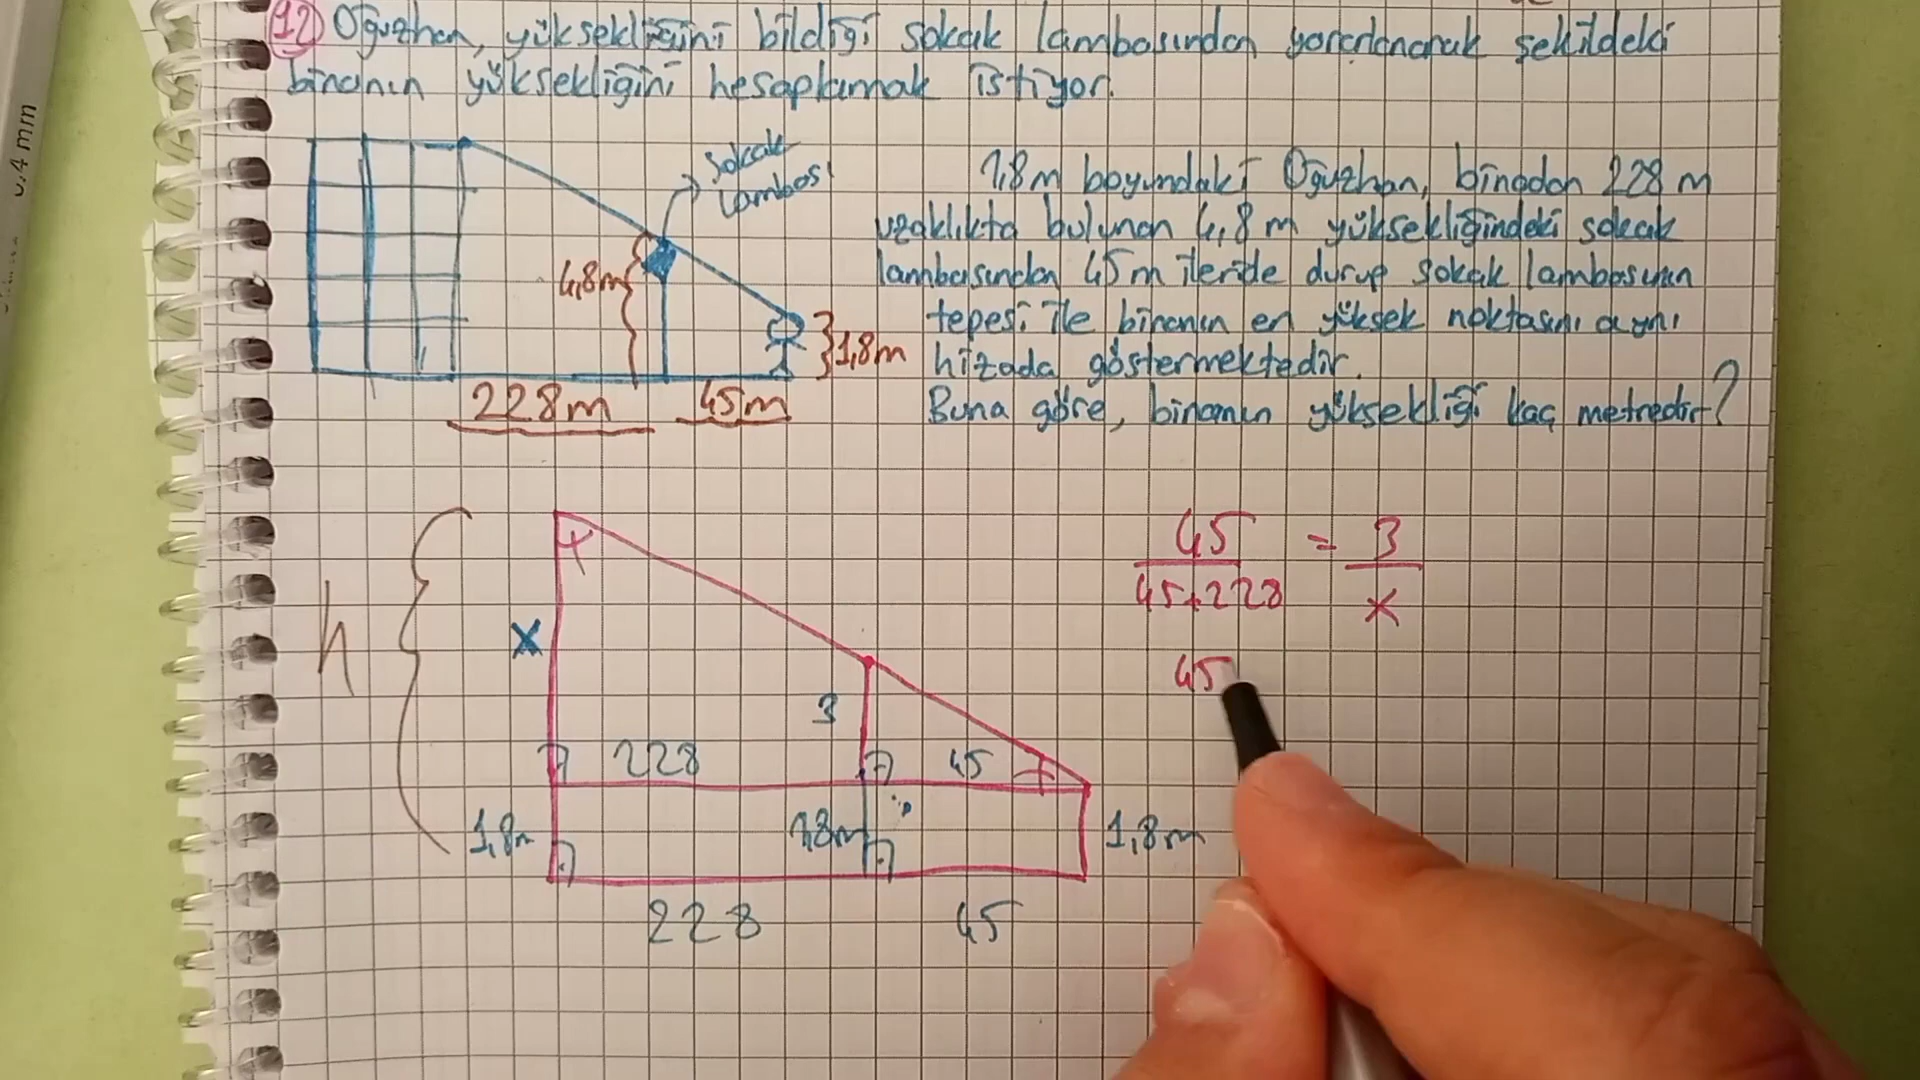 12) Oğuzhan, yüksekliğini bildiği sokak lambasından yararlanarak şekildeki
binanın yüksekliğini hesaplamak istiyor.
sokak
lambası
4,8m
1,8m
228m
45m
1,8m boyundaki Oğuzhan, binadan 228 m
uzaklıkta bulunan 4,8 m yüksekliğindeki sokak
lambasından 45m ileride durup sokak lambasının
tepesi ile binanın en yüksek noktasını aynı
hizada göstermektedir.
Buna göre, binanın yüksekliği kaç metredir?
h
x
3
228
45
1,8m
1,8m
1,8m
228
45
45 = 3
45+228 x
45
0,4 mm